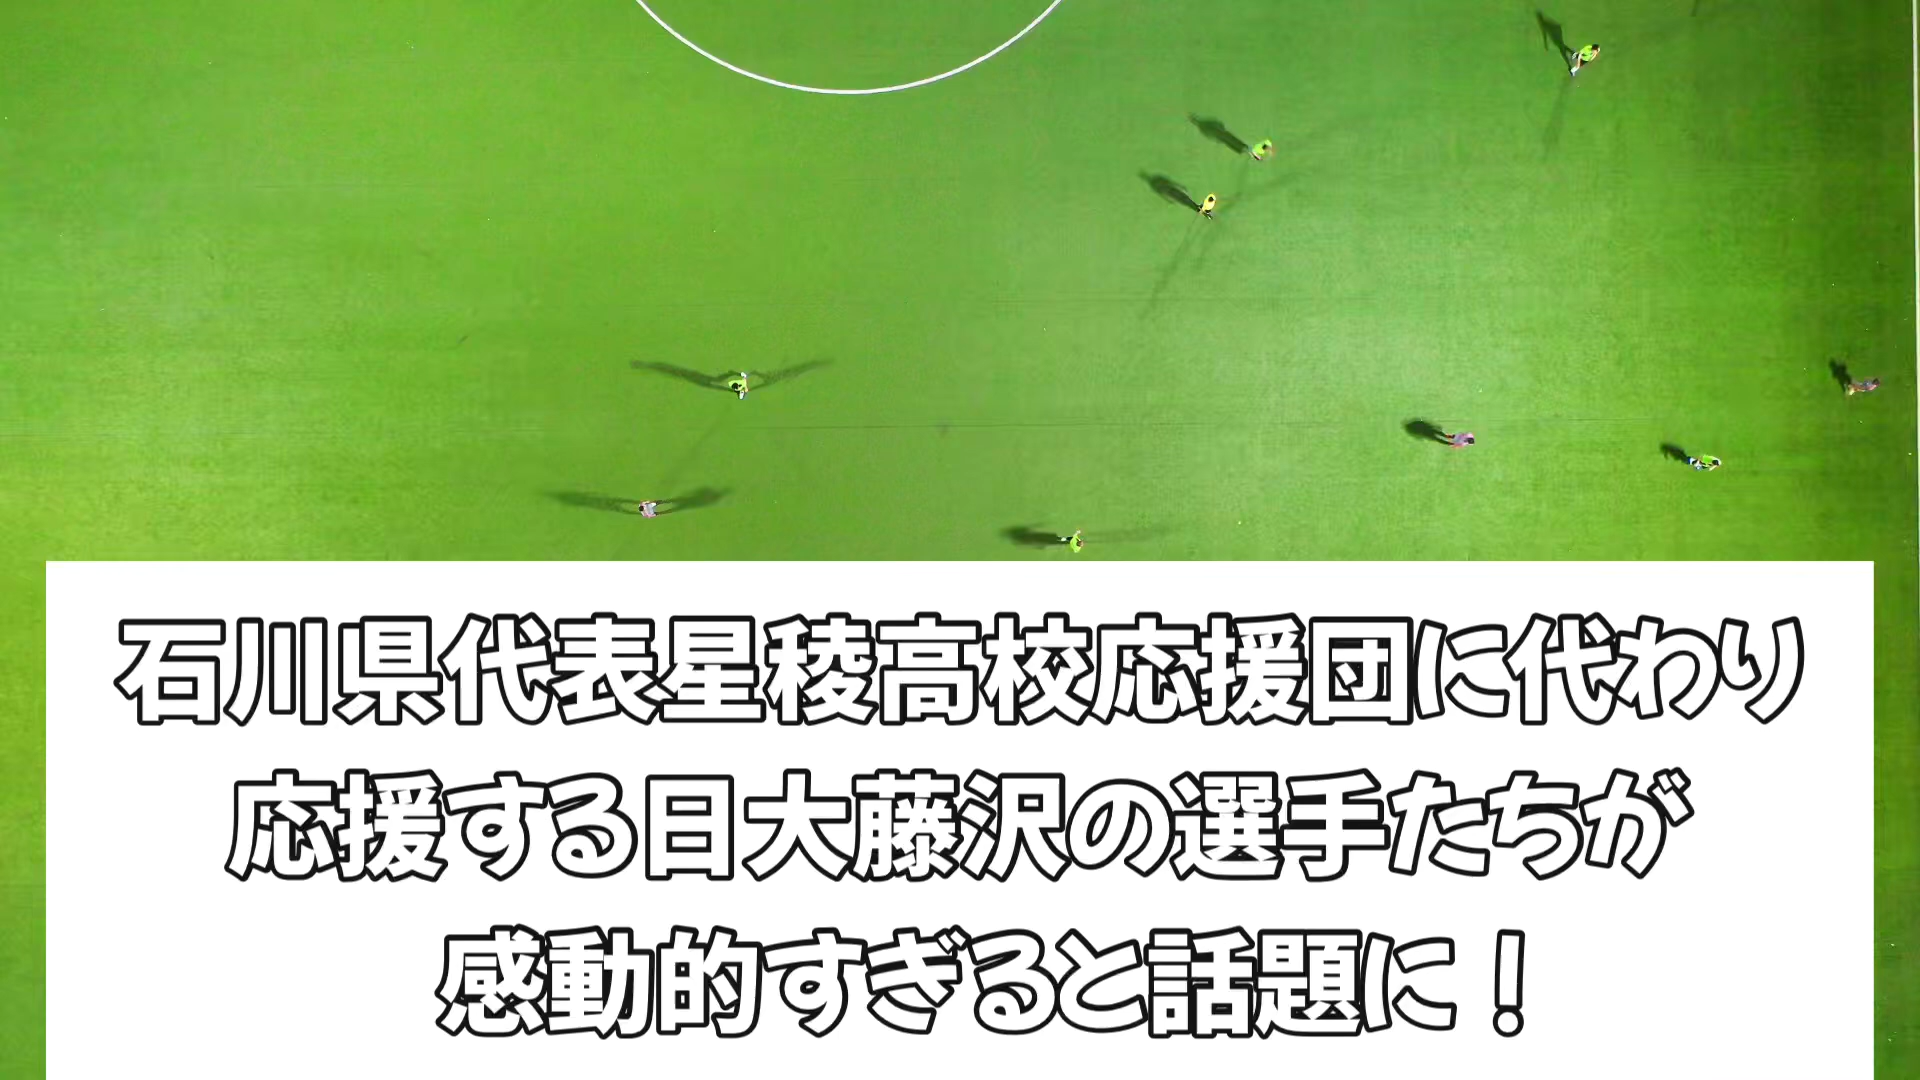 石川県代表星稜高校応援団に代わり
応援する日大藤沢の選手たちが
感動的すぎると話題に！